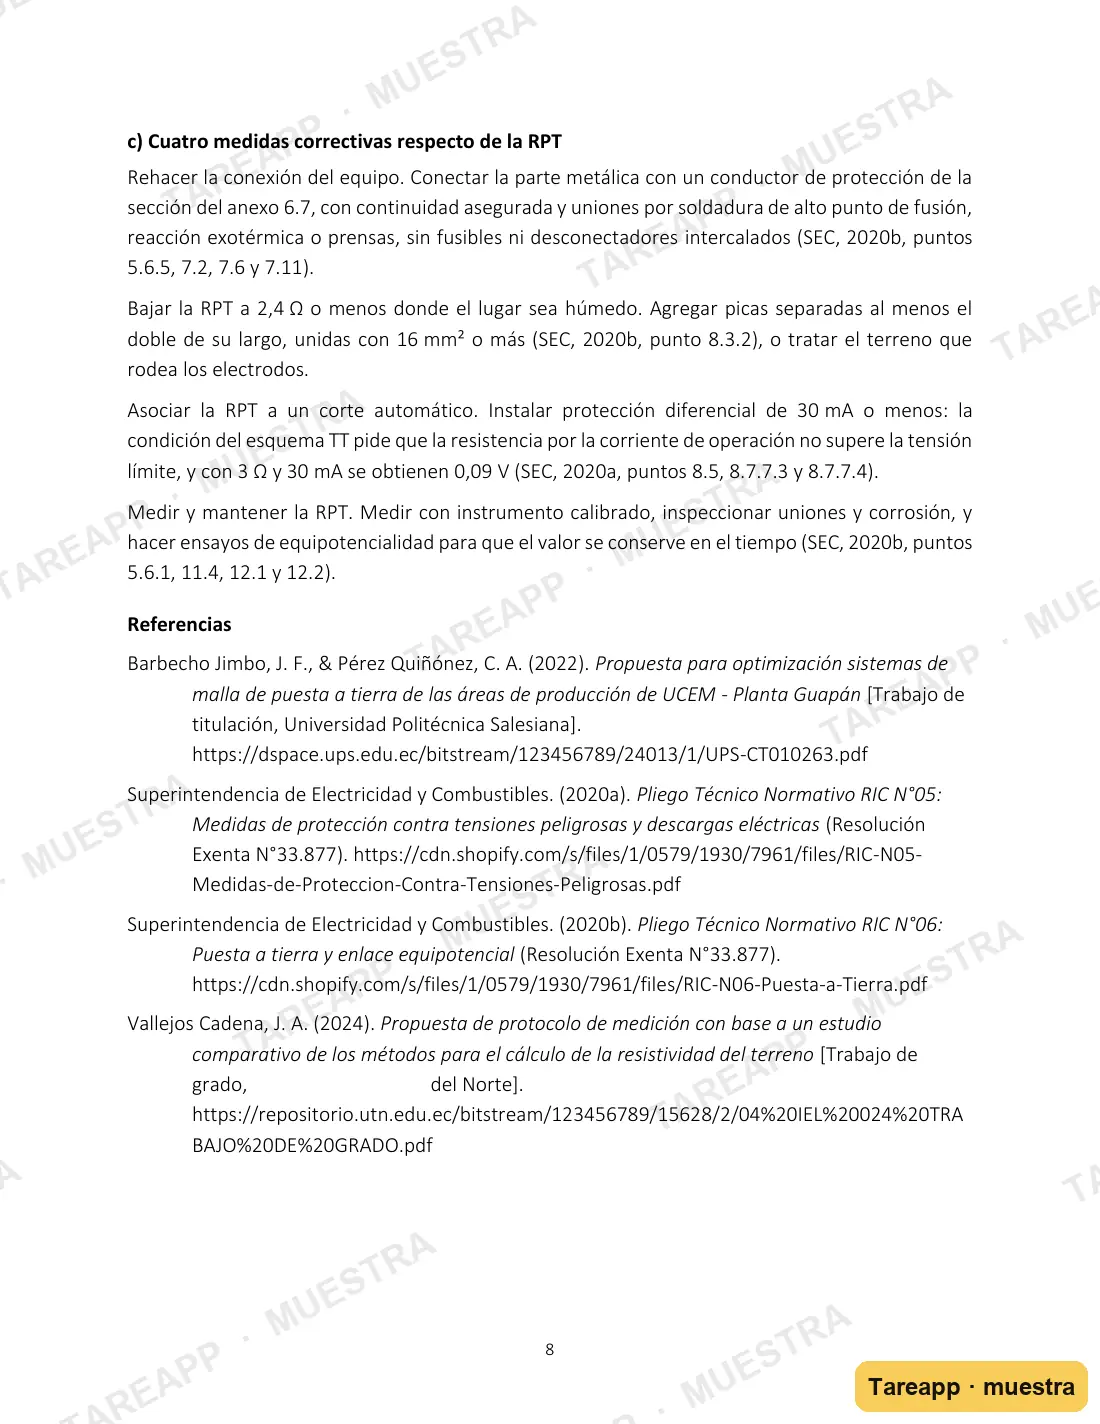 c) Cuatro medidas correctivas respecto de la RPT
Rehacer la conexión del equipo. Conectar la parte metálica con un conductor de protección de la
sección del anexo 6.7, con continuidad asegurada y uniones por soldadura de alto punto de fusión,
reacción exotérmica o prensas, sin fusibles ni desconectadores intercalados (SEC, 2020b, puntos
5.6.5, 7.2, 7.6 y 7.11).
Bajar la RPT a 2,4 Ω o menos donde el lugar sea húmedo. Agregar picas separadas al menos el
doble de su largo, unidas con 16 mm² o más (SEC, 2020b, punto 8.3.2), o tratar el terreno que
rodea los electrodos.
Asociar la RPT a un corte automático. Instalar protección diferencial de 30 mA o menos: la
condición del esquema TT pide que la resistencia por la corriente de operación no supere la tensión
límite, y con 3 Ω y 30 mA se obtienen 0,09 V (SEC, 2020a, puntos 8.5, 8.7.7.3 y 8.7.7.4).
Medir y mantener la RPT. Medir con instrumento calibrado, inspeccionar uniones y corrosión, y
hacer ensayos de equipotencialidad para que el valor se conserve en el tiempo (SEC, 2020b, puntos
5.6.1, 11.4, 12.1 y 12.2).
Referencias
Barbecho Jimbo, J. F., & Pérez Quiñónez, C. A. (2022). Propuesta para optimización sistemas de
malla de puesta a tierra de las áreas de producción de UCEM - Planta Guapán [Trabajo de
titulación, Universidad Politécnica Salesiana].
https://dspace.ups.edu.ec/bitstream/123456789/24013/1/UPS-CT010263.pdf
Superintendencia de Electricidad y Combustibles. (2020a). Pliego Técnico Normativo RIC N°05:
Medidas de protección contra tensiones peligrosas y descargas eléctricas (Resolución
Exenta N°33.877). https://cdn.shopify.com/s/files/1/0579/1930/7961/files/RIC-N05-
Medidas-de-Proteccion-Contra-Tensiones-Peligrosas.pdf
Superintendencia de Electricidad y Combustibles. (2020b). Pliego Técnico Normativo RIC N°06:
Puesta a tierra y enlace equipotencial (Resolución Exenta N°33.877).
https://cdn.shopify.com/s/files/1/0579/1930/7961/files/RIC-N06-Puesta-a-Tierra.pdf
Vallejos Cadena, J. A. (2024). Propuesta de protocolo de medición con base a un estudio
comparativo de los métodos para el cálculo de la resistividad del terreno [Trabajo de
grado, del Norte].
https://repositorio.utn.edu.ec/bitstream/123456789/15628/2/04%20IEL%20024%20TRA
BAJO%20DE%20GRADO.pdf
8
Tareapp · muestra
TAREAPP · MUESTRA